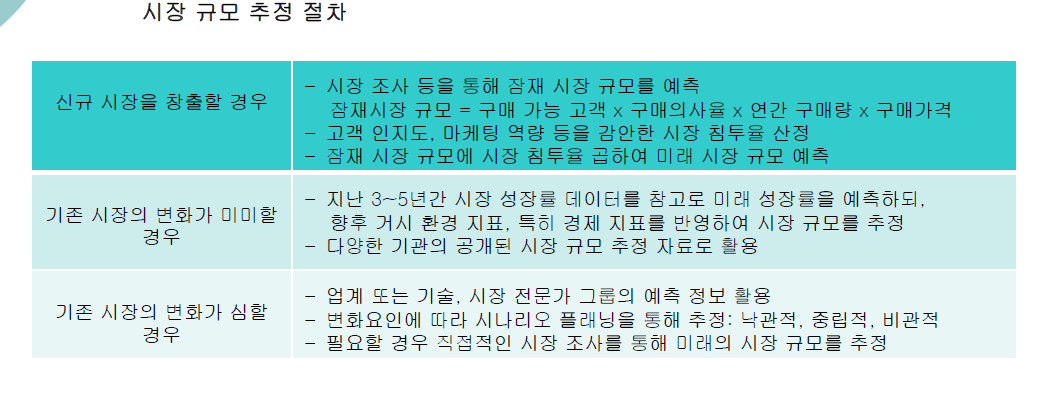 시장 규모 추정 절차
신규 시장을 창출할 경우
- 시장 조사 등을 통해 잠재 시장 규모를 예측
잠재시장 규모 = 구매 가능 고객 x 구매의사율 x 연간 구매량 x 구매가격
- 고객 인지도, 마케팅 역량 등을 감안한 시장 침투율 산정
- 잠재 시장 규모에 시장 침투율 곱하여 미래 시장 규모 예측
기존 시장의 변화가 미미할
경우
- 지난 3~5년간 시장 성장률 데이터를 참고로 미래 성장률을 예측하되,
향후 거시 환경 지표, 특히 경제 지표를 반영하여 시장 규모를 추정
- 다양한 기관의 공개된 시장 규모 추정 자료로 활용
기존 시장의 변화가 심할
경우
- 업계 또는 기술, 시장 전문가 그룹의 예측 정보 활용
- 변화요인에 따라 시나리오 플래닝을 통해 추정: 낙관적, 중립적, 비관적
- 필요할 경우 직접적인 시장 조사를 통해 미래의 시장 규모를 추정